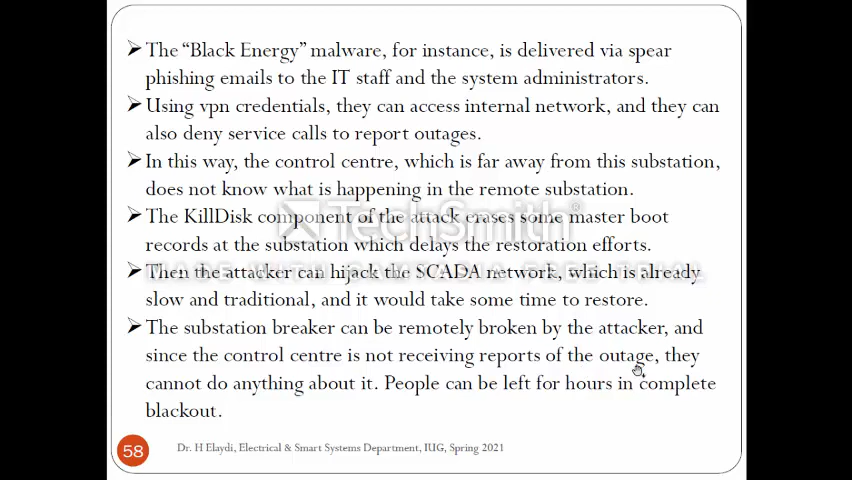 The “Black Energy” malware, for instance, is delivered via spear
phishing emails to the IT staff and the system administrators.
Using vpn credentials, they can access internal network, and they can
also deny service calls to report outages.
In this way, the control centre, which is far away from this substation,
does not know what is happening in the remote substation.
The KillDisk component of the attack erases some master boot
records at the substation which delays the restoration efforts.
Then the attacker can hijack the SCADA network, which is already
slow and traditional, and it would take some time to restore.
The substation breaker can be remotely broken by the attacker, and
since the control centre is not receiving reports of the outage, they
cannot do anything about it. People can be left for hours in complete
blackout.
58
Dr. H Elaydi, Electrical & Smart Systems Department, IUG, Spring 2021
TechSmith®
MADE WITH CAMTASIA FREE TRIAL